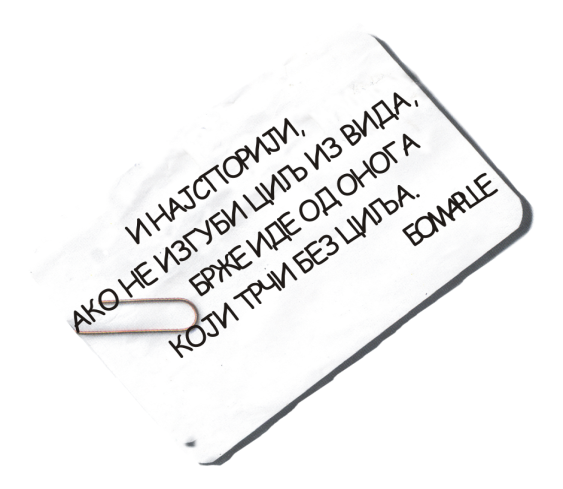 И НАЈСПОРИЈИ,
АКО НЕ ИЗГУБИ ЦИЉ ИЗ ВИДА,
БРЖЕ ИДЕ ОД ОНОГ А
КОЈИ ТРЧИ БЕЗ ЦИЉА.
БОМАРШЕ